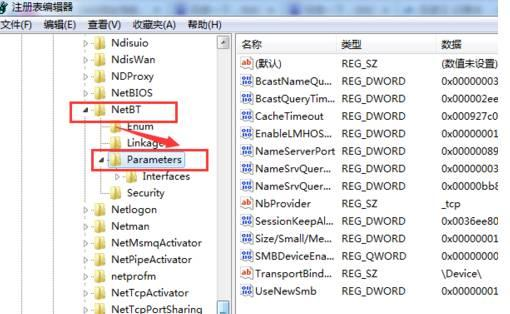 注册表编辑器
文件(F) 编辑(E) 查看(V) 收藏夹(A) 帮助(H)
Ndisuio
NdisWan
NDProxy
NetBIOS
NetBT
Enum
Linkage
Parameters
Interfaces
Security
Netlogon
Netman
NetMsmqActivator
NetPipeActivator
netprofm
NetTcpActivator
NetTcpPortSharing
名称 类型 数据
(默认) REG_SZ (数值未设置)
BcastNameQu... REG_DWORD 0x00000003
BcastQueryTim... REG_DWORD 0x000002ee
CacheTimeout REG_DWORD 0x000927c0
EnableLMHOS... REG_DWORD 0x00000001
NameServerPort REG_DWORD 0x00000089
NameSrvQuer... REG_DWORD 0x00000003
NameSrvQuer... REG_DWORD 0x00000bb8
NbProvider REG_SZ _tcp
SessionKeepAl... REG_DWORD 0x0036ee80
Size/Small/Me... REG_DWORD 0x00000001
SMBDeviceEna... REG_QWORD 0x00000000
TransportBind... REG_SZ \Device\
UseNewSmb REG_DWORD 0x00000001